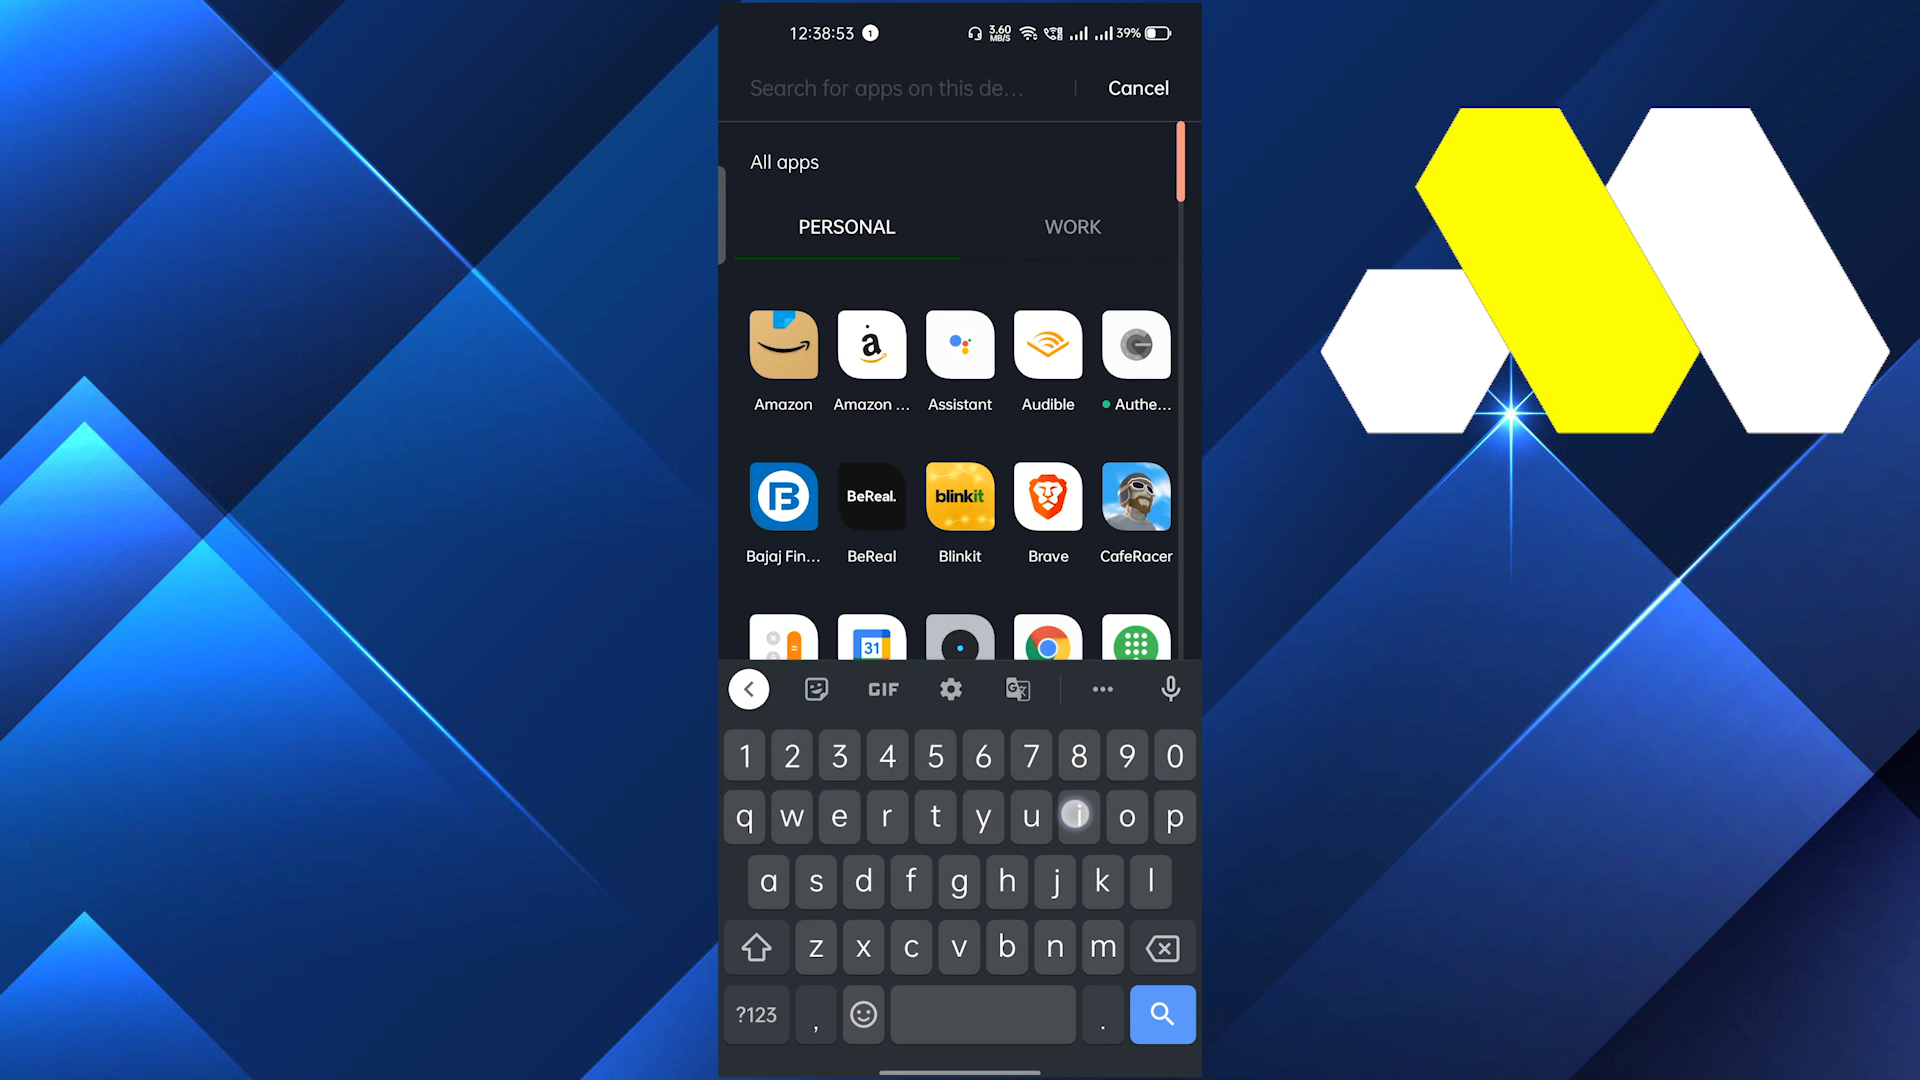 12:38:53 1 3.60 MB/S 39%
Search for apps on this de… Cancel
All apps
PERSONAL WORK
a
Amazon Amazon ... Assistant Audible Authe...
B BeReal. blinkit
Bajaj Fin... BeReal Blinkit Brave CafeRacer
31
GIF
1 2 3 4 5 6 7 8 9 0
q w e r t y u i o p
a s d f g h j k l
z x c v b n m
?123 , .